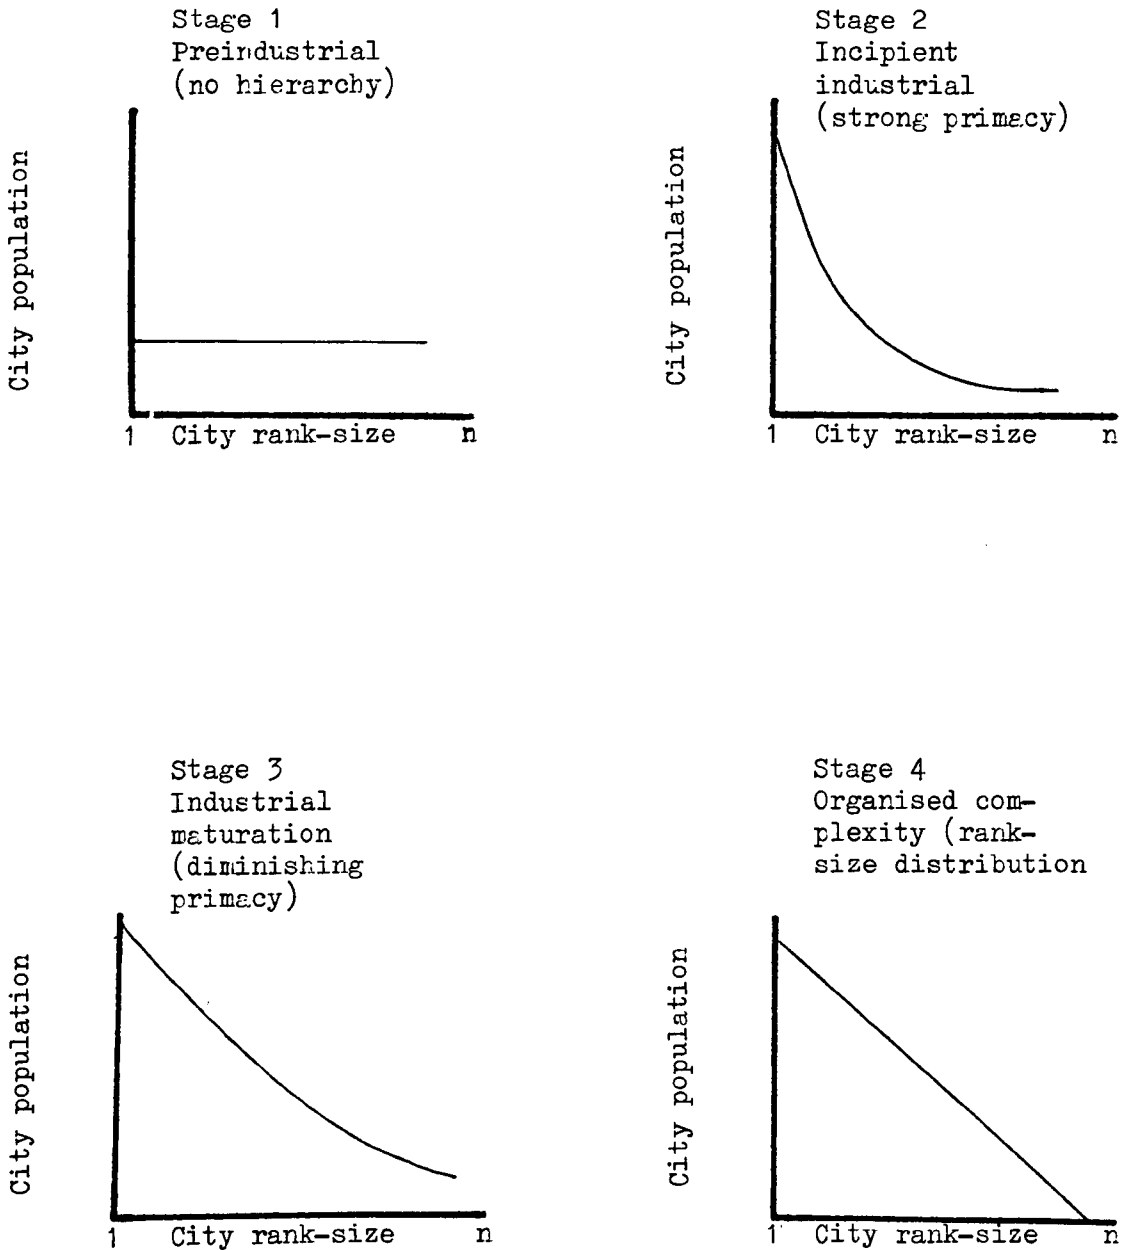 Stage 1
Preindustrial
(no hierarchy)
City population
1 City rank-size n
Stage 2
Incipient
industrial
(strong primacy)
City population
1 City rank-size n
Stage 3
Industrial
maturation
(diminishing
primacy)
City population
1 City rank-size n
Stage 4
Organised com-
plexity (rank-
size distribution
City population
1 City rank-size n